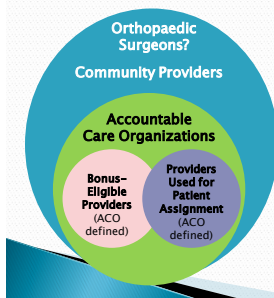 Orthopaedic
Surgeons?
Community Providers
Accountable
Care Organizations
Bonus-
Eligible
Providers
(ACO
defined)
Providers
Used for
Patient
Assignment
(ACO
defined)